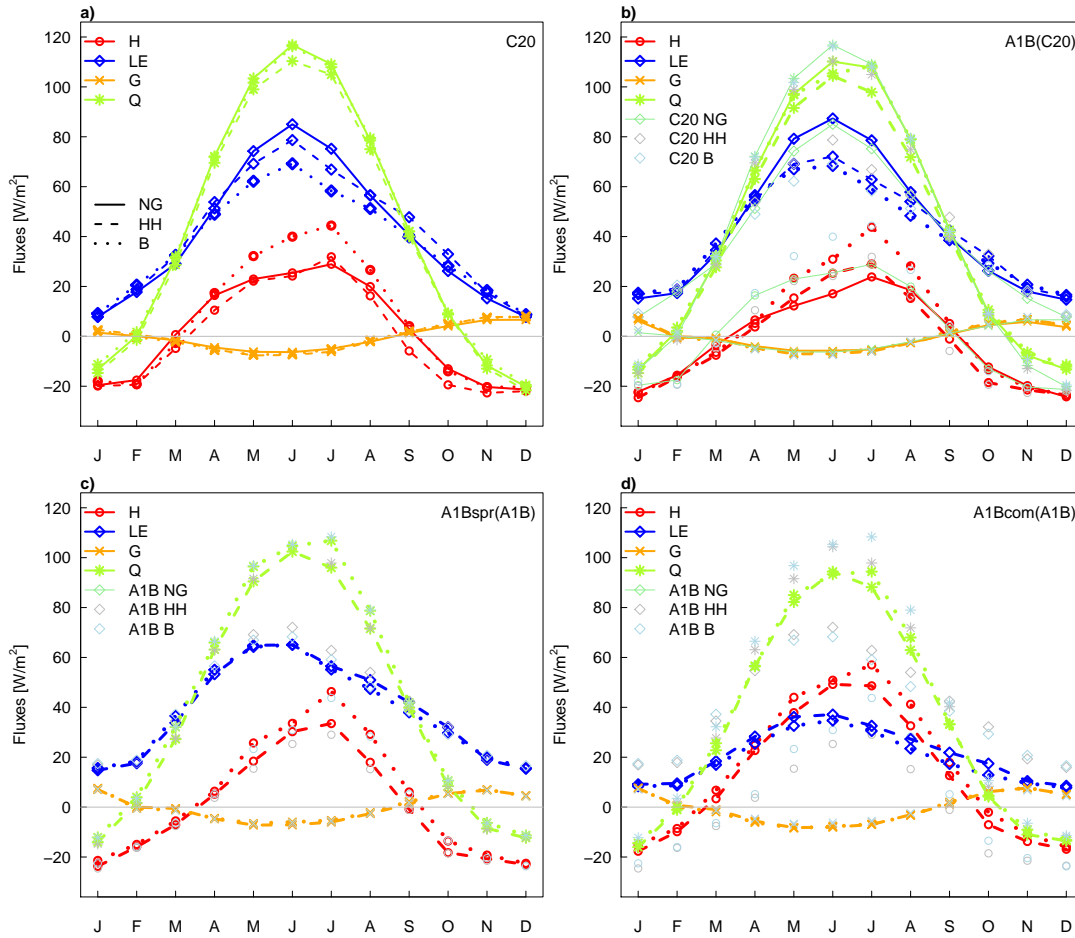 a)
C20
H
LE
G
Q
NG
HH
B
Fluxes [W/m²]
120
100
80
60
40
20
0
−20
J F M A M J J A S O N D
b)
A1B(C20)
H
LE
G
Q
C20 NG
C20 HH
C20 B
Fluxes [W/m²]
120
100
80
60
40
20
0
−20
J F M A M J J A S O N D
c)
A1Bspr(A1B)
H
LE
G
Q
A1B NG
A1B HH
A1B B
Fluxes [W/m²]
120
100
80
60
40
20
0
−20
J F M A M J J A S O N D
d)
A1Bcom(A1B)
H
LE
G
Q
A1B NG
A1B HH
A1B B
Fluxes [W/m²]
120
100
80
60
40
20
0
−20
J F M A M J J A S O N D